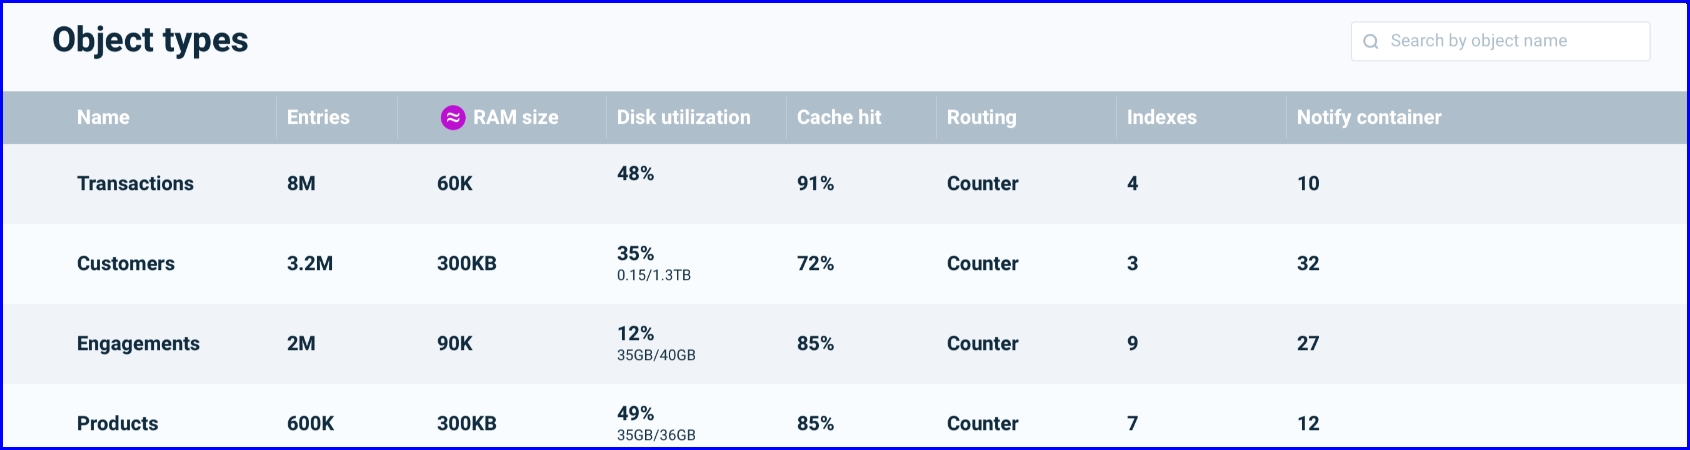 Object types
Search by object name
Name Entries RAM size Disk utilization Cache hit Routing Indexes Notify container
Transactions 8M 60K 48% 91% Counter 4 10
Customers 3.2M 300KB 35% 72% Counter 3 32
0.15/1.3TB
Engagements 2M 90K 12% 85% Counter 9 27
35GB/40GB
Products 600K 300KB 49% 85% Counter 7 12
35GB/36GB